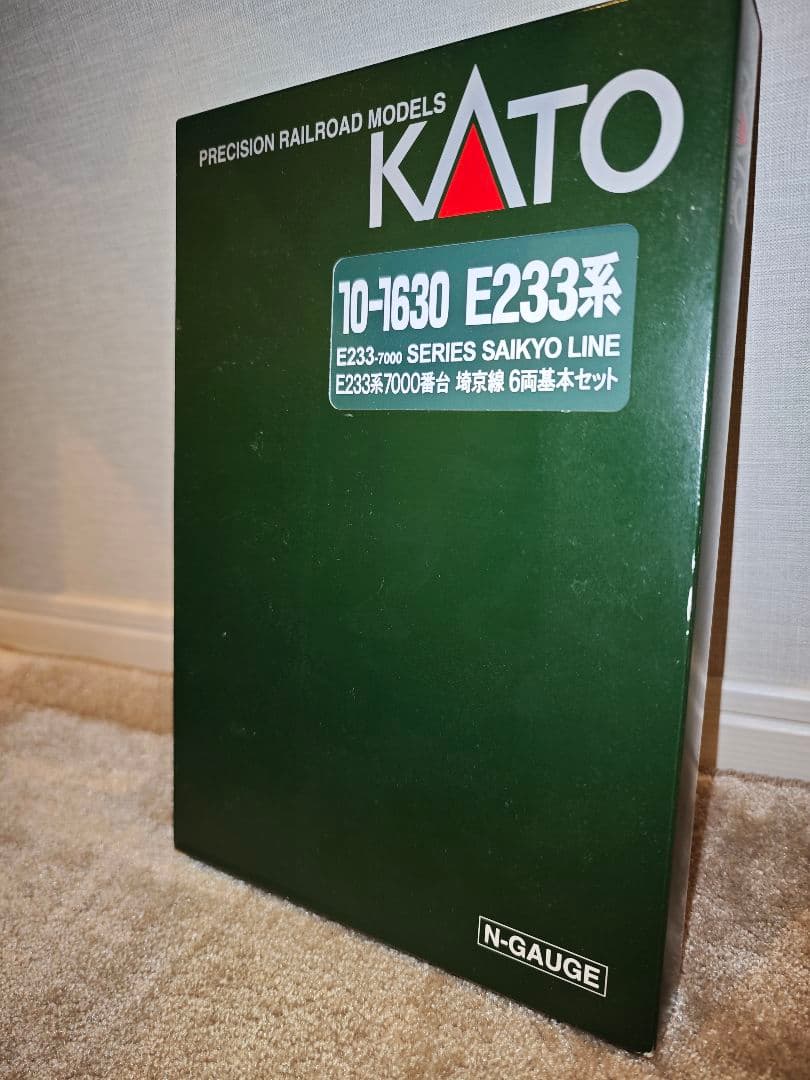 PRECISION RAILROAD MODELS
KATO
10-1630 E233系
E233-7000 SERIES SAIKYO LINE
E233系7000番台 埼京線 6両基本セット
N-GAUGE